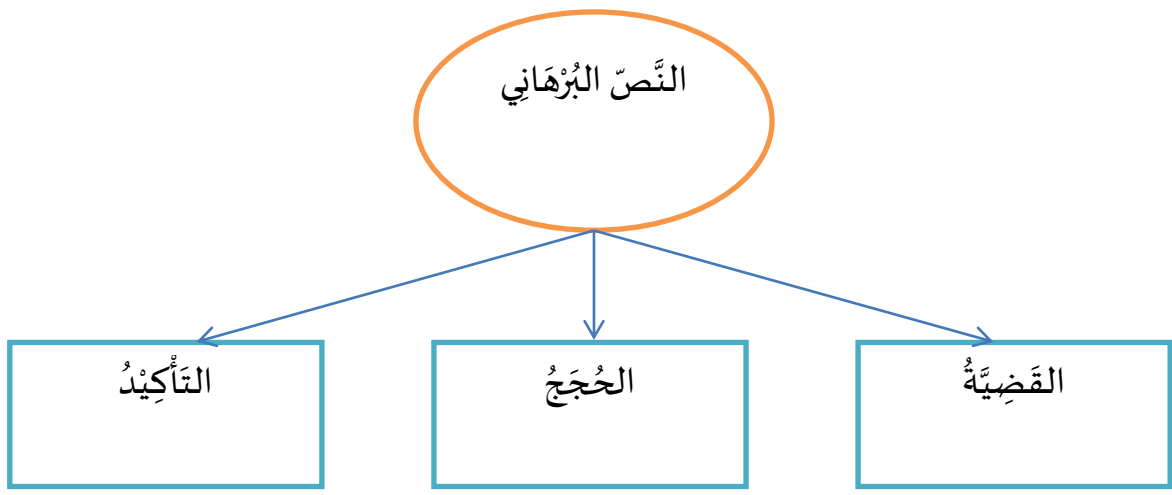 النَّصّ البُرْهَانِي
القَضِيَّةُ
الحُجَجُ
التَأْكِيْدُ